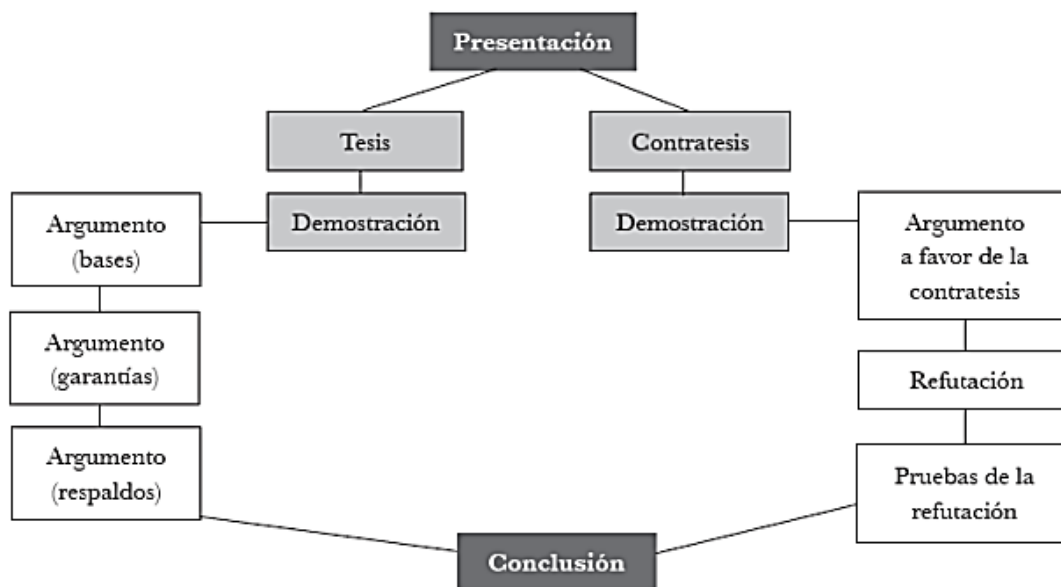 Presentación
Tesis
Contratesis
Demostración
Demostración
Argumento
(bases)
Argumento
a favor de la
contratesis
Argumento
(garantías)
Refutación
Argumento
(respaldos)
Pruebas de la
refutación
Conclusión